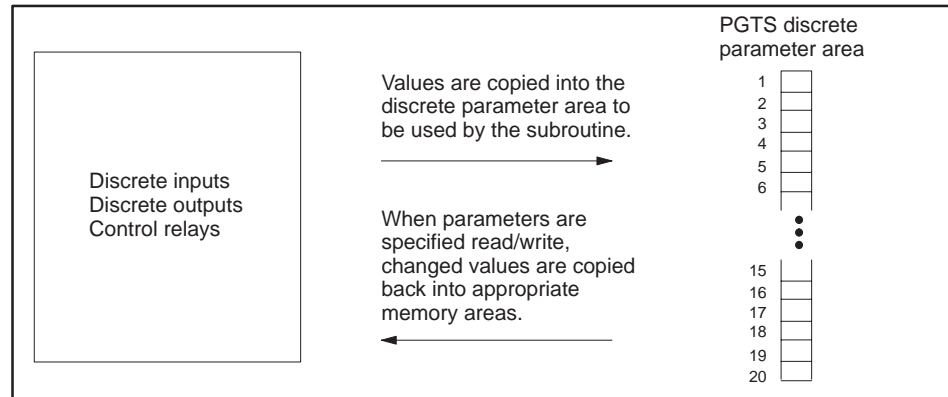 PGTS discrete
parameter area
Values are copied into the
discrete parameter area to
be used by the subroutine.
Discrete inputs
Discrete outputs
Control relays
When parameters are
specified read/write,
changed values are copied
back into appropriate
memory areas.
1
2
3
4
5
6
15
16
17
18
19
20